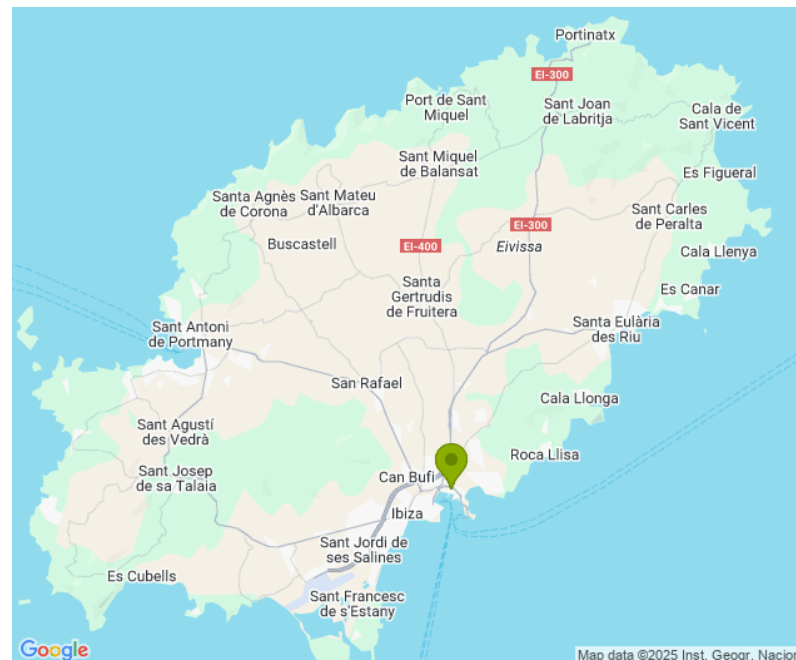 Portinatx
EI-300
Port de Sant
Miquel
Sant Joan
de Labritja
Cala de
Sant Vicent
Sant Miquel
de Balansat
Es Figueral
Santa Agnès
de Corona
Sant Mateu
d'Albarca
Sant Carles
de Peralta
EI-300
Buscastell
EI-400
Eivissa
Cala Llenya
Santa
Gertrudis
de Fruitera
Es Canar
Sant Antoni
de Portmany
Santa Eulària
des Riu
San Rafael
Cala Llonga
Sant Agustí
des Vedrà
Roca Llisa
Sant Josep
de sa Talaia
Can Bufí
Ibiza
Sant Jordi de
ses Salines
Es Cubells
Sant Francesc
de s'Estany
Google
Map data ©2025 Inst. Geogr. Nacion